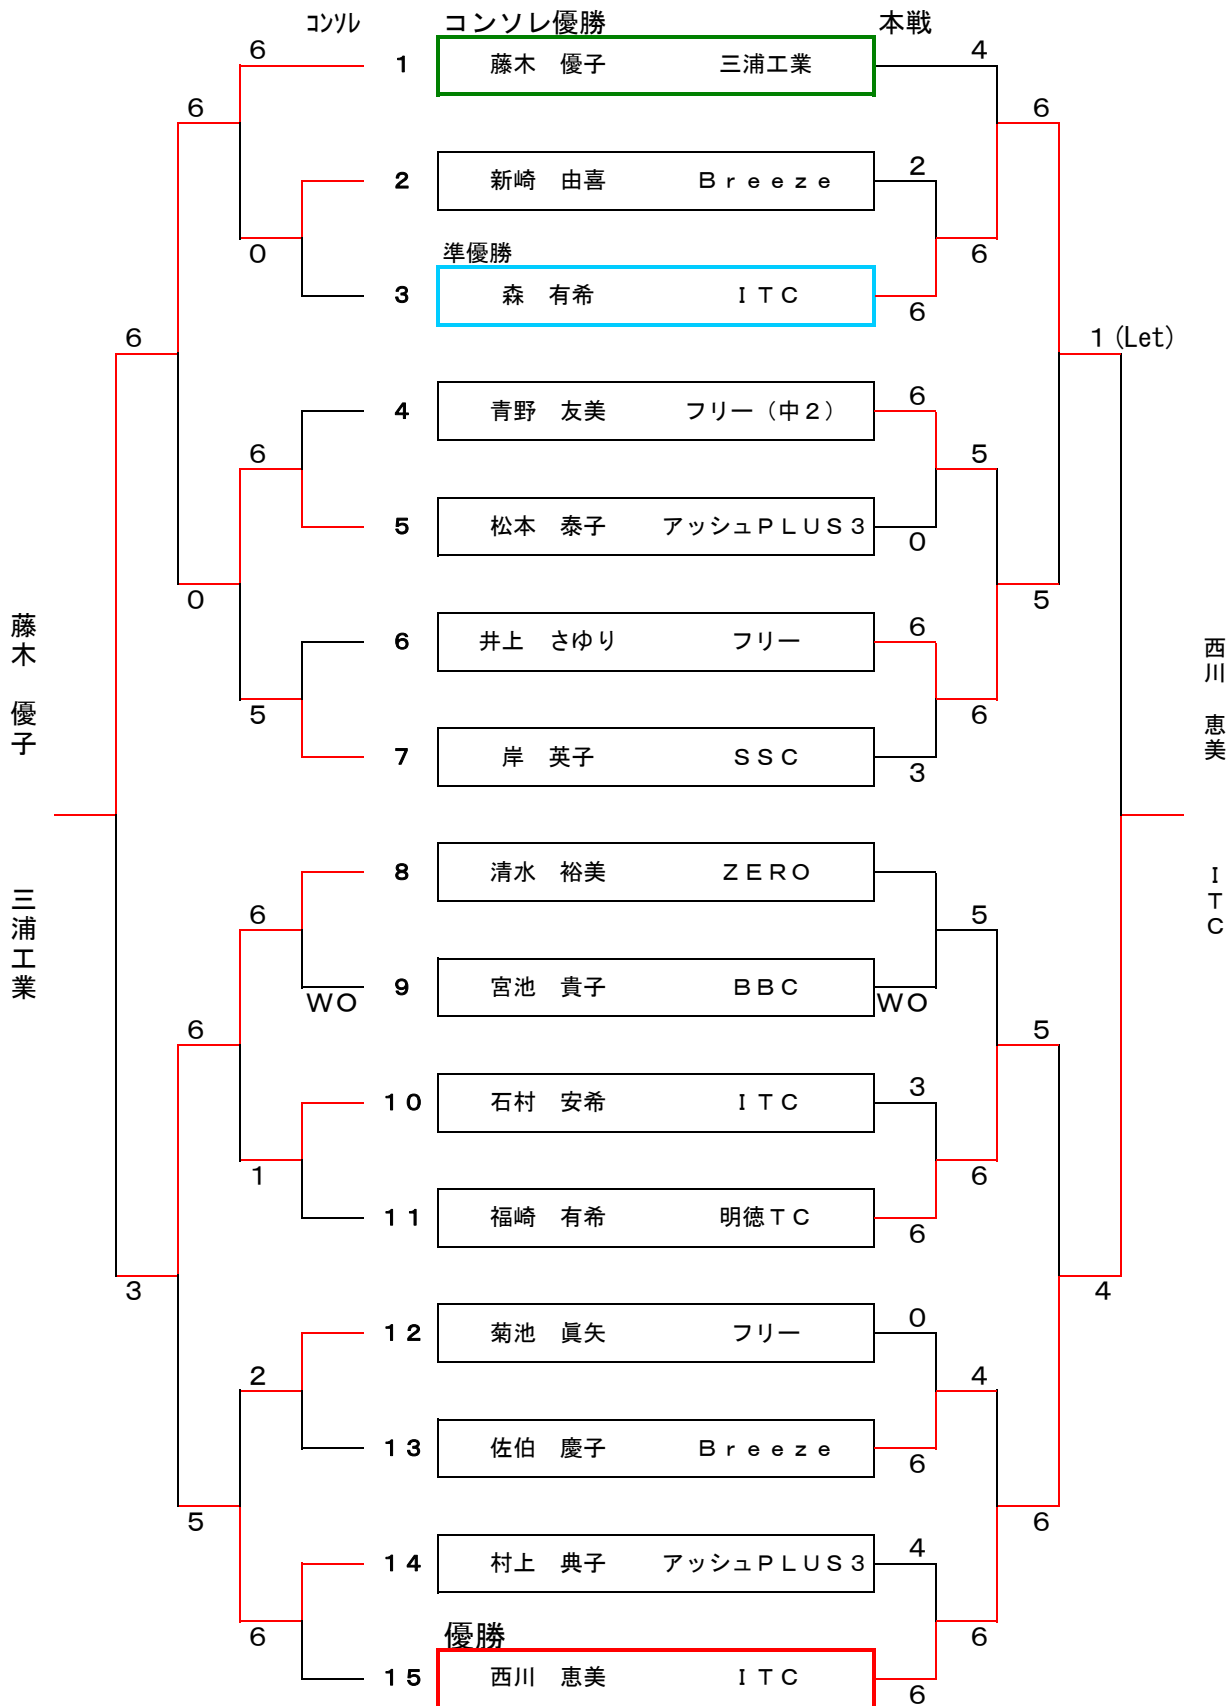 コンソレ コンソレ優勝 本戦
6 1 藤木 優子 三浦工業 4
6 6
2 新崎 由喜 Breeze 2
準優勝
0 6
3 森 有希 ITC 6
6 1 (Let)
4 青野 友美 フリー（中２） 6
6 5
5 松本 泰子 アッシュPLUS3 0
0 5
6 井上 さゆり フリー 6
5 6
7 岸 英子 SSC 3
藤木 優子 三浦工業
西川 恵美 ITC
8 清水 裕美 ZERO
6 5
WO 9 宮池 貴子 BBC WO
6 5
10 石村 安希 ITC 3
1 6
11 福崎 有希 明徳TC 6
3 4
12 菊池 眞矢 フリー 0
2 4
13 佐伯 慶子 Breeze 6
5 6
14 村上 典子 アッシュPLUS3 4
優勝
6 6
15 西川 恵美 ITC 6